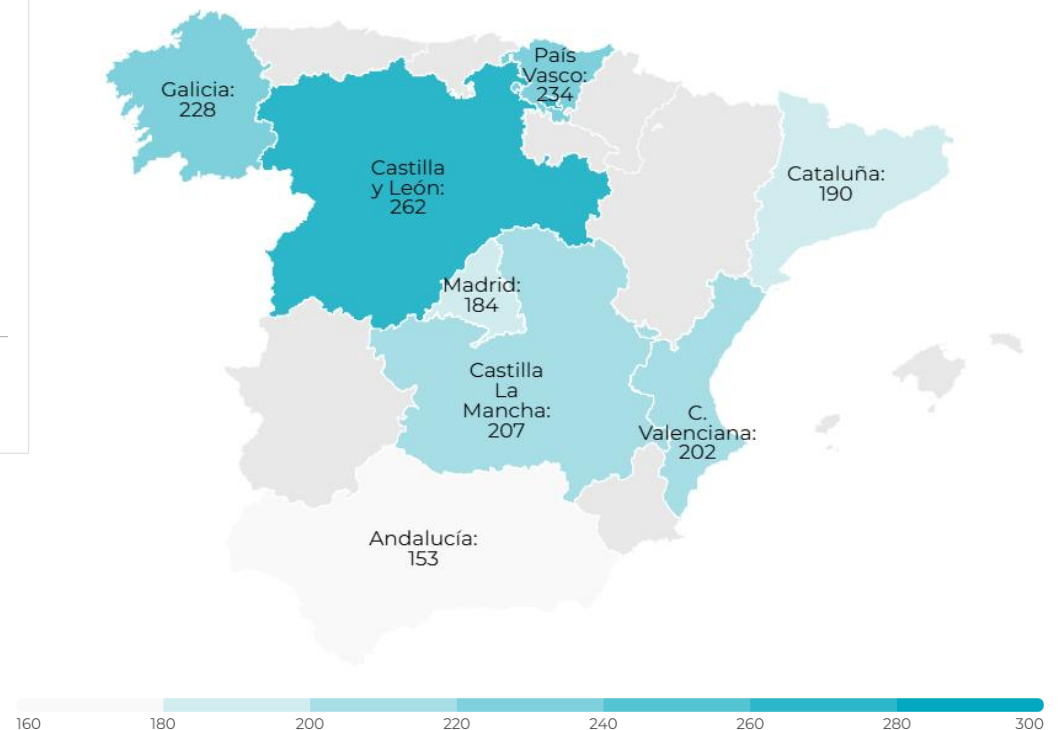 Galicia:
228
País
Vasco:
234
Castilla
y León:
262
Cataluña:
190
Madrid:
184
Castilla
La
Mancha:
207
C.
Valenciana:
202
Andalucía:
153
160 180 200 220 240 260 280 300